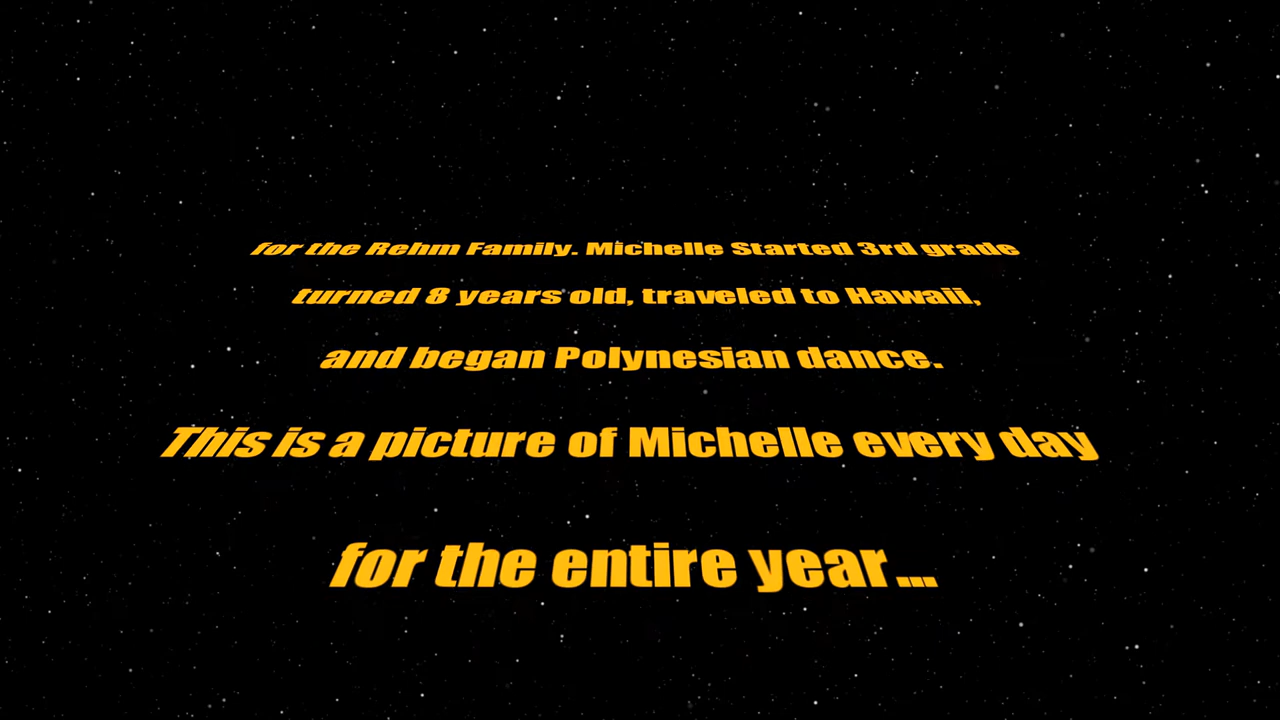 for the Rehm Family. Michelle Started 3rd grade
turned 8 years old, traveled to Hawaii,
and began Polynesian dance.
This is a picture of Michelle every day
for the entire year...